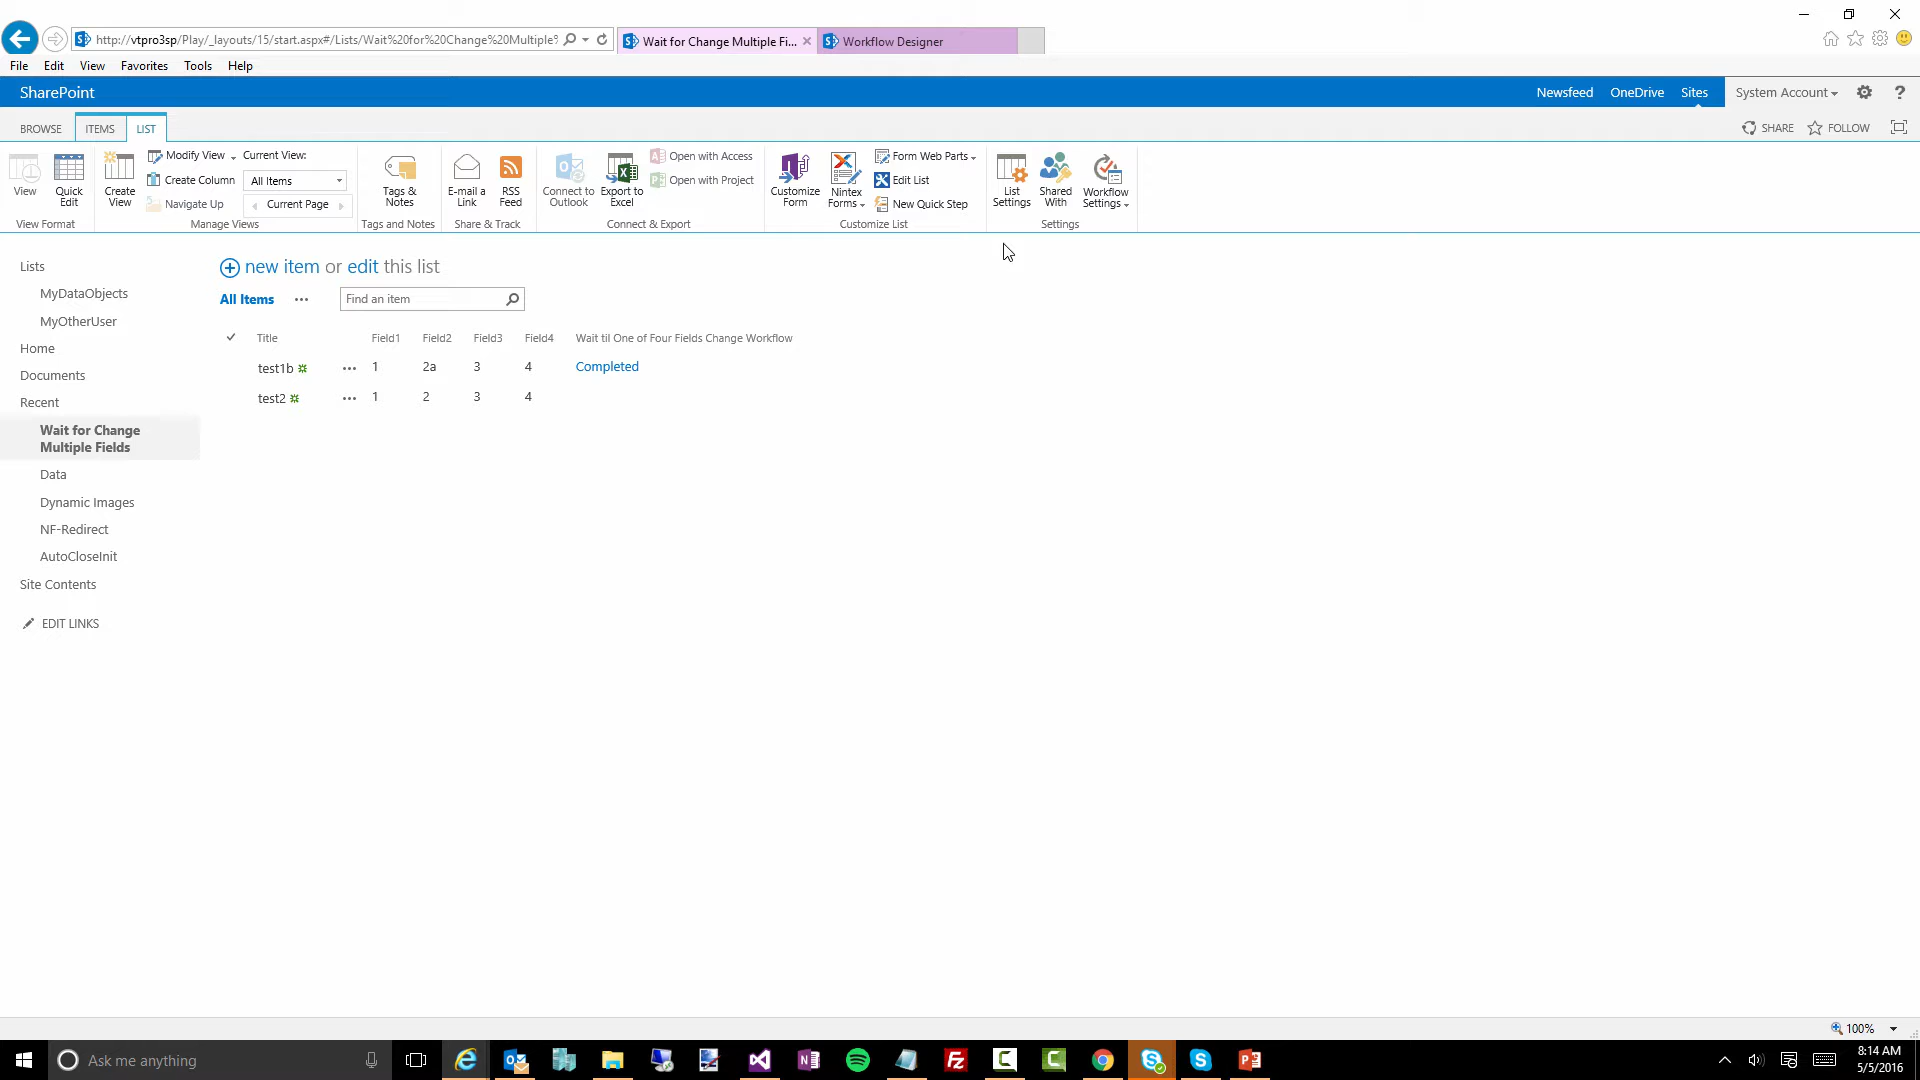 http://vtpro3sp/Play/_layouts/15/start.aspx#/Lists/Wait%20for%20Change%20Multiple%
Wait for Change Multiple Fi...
Workflow Designer
File Edit View Favorites Tools Help
SharePoint
Newsfeed OneDrive Sites System Account ?
BROWSE ITEMS LIST
SHARE FOLLOW
View
Quick Edit
View Format
Create View
Modify View
Create Column
Navigate Up
Current View:
All Items
Current Page
Manage Views
Tags & Notes
Tags and Notes
E-mail a Link
RSS Feed
Share & Track
Connect to Outlook
Export to Excel
Open with Access
Open with Project
Connect & Export
Customize Form
Nintex Forms
Form Web Parts
Edit List
New Quick Step
Customize List
List Settings
Shared With
Workflow Settings
Settings
Lists
MyDataObjects
MyOtherUser
Home
Documents
Recent
Wait for Change
Multiple Fields
Data
Dynamic Images
NF-Redirect
AutoCloseInit
Site Contents
EDIT LINKS
new item or edit this list
All Items ... Find an item
Title Field1 Field2 Field3 Field4 Wait til One of Four Fields Change Workflow
test1b ... 1 2a 3 4 Completed
test2 ... 1 2 3 4
100%
Ask me anything
8:14 AM
5/5/2016